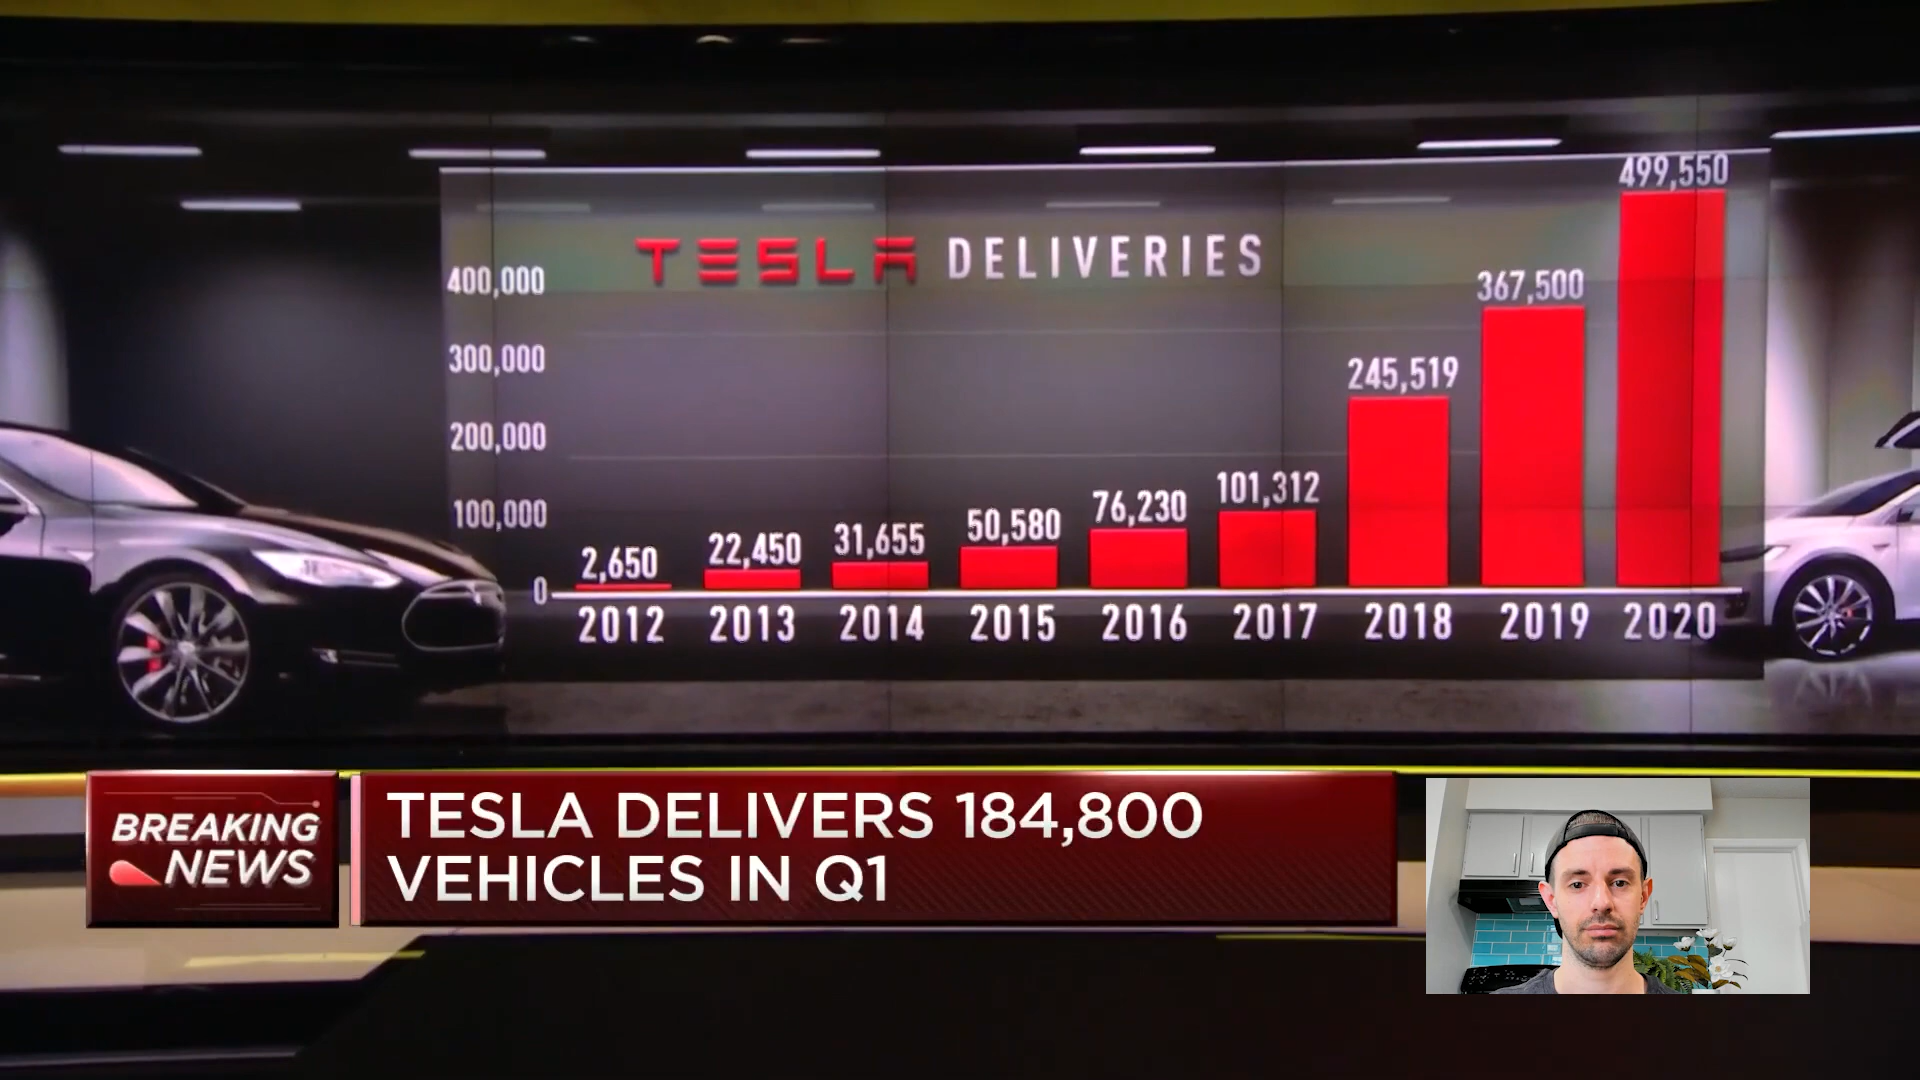 499,550
TESLA DELIVERIES
400,000
367,500
300,000
245,519
200,000
101,312
76,230
100,000
50,580
31,655
22,450
2,650
0
2012 2013 2014 2015 2016 2017 2018 2019 2020
BREAKING
NEWS
TESLA DELIVERS 184,800
VEHICLES IN Q1